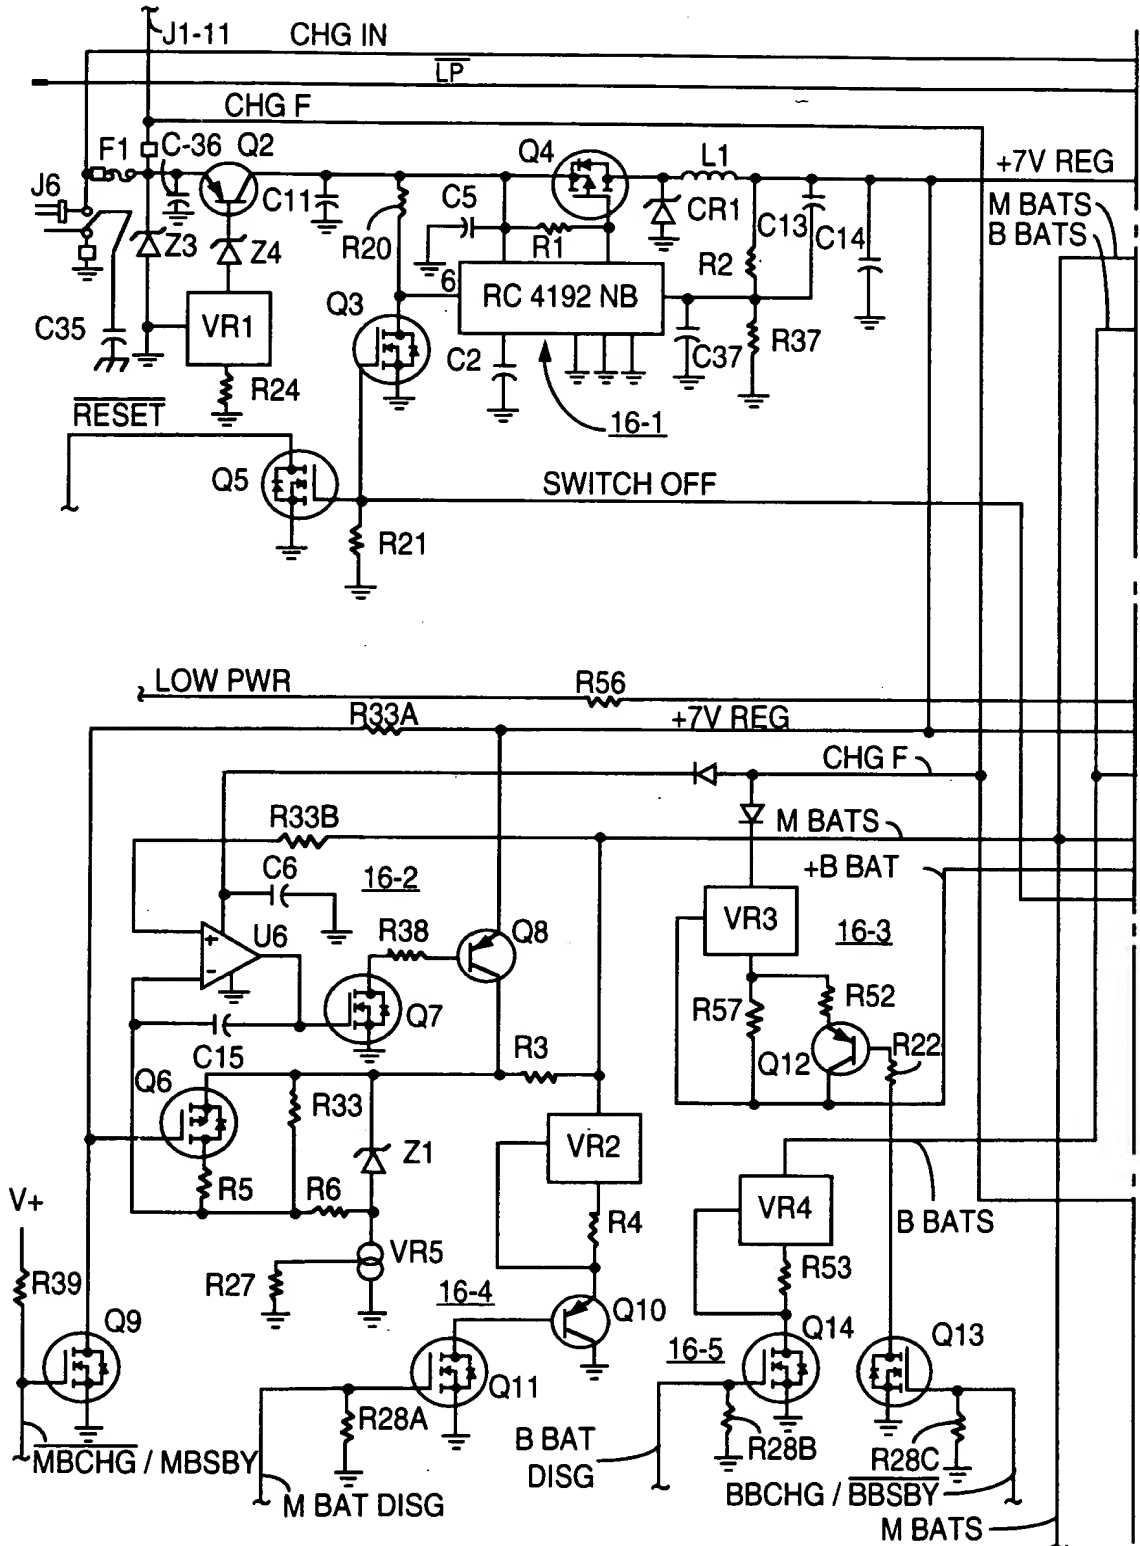 J1-11 CHG IN
LP
CHG F
F1 C-36 Q2 Q4 L1 +7V REG
J6 M BATS
C11 C5 CR1 C13 C14 B BATS
Z3 Z4 R20 R1 R2
6 RC 4192 NB
Q3
C35 VR1 C2 C37 R37
R24
RESET 16-1
Q5 SWITCH OFF
R21
LOW PWR R56
R33A +7V REG
CHG F
R33B M BATS
C6 16-2 +B BAT
+ U6 R38 Q8 VR3 16-3
-
Q7 R57 R52
C15 R3 Q12 R22
Q6
R33 VR2
Z1
R5 R6 VR4
V+ R4 B BATS
VR5 R53
R39 R27
16-4 Q10
Q9 Q14 Q13
16-5
Q11
R28A R28B R28C
MBCHG / MBSBY B BAT
DISG
M BAT DISG BBCHG / BBSBY
M BATS